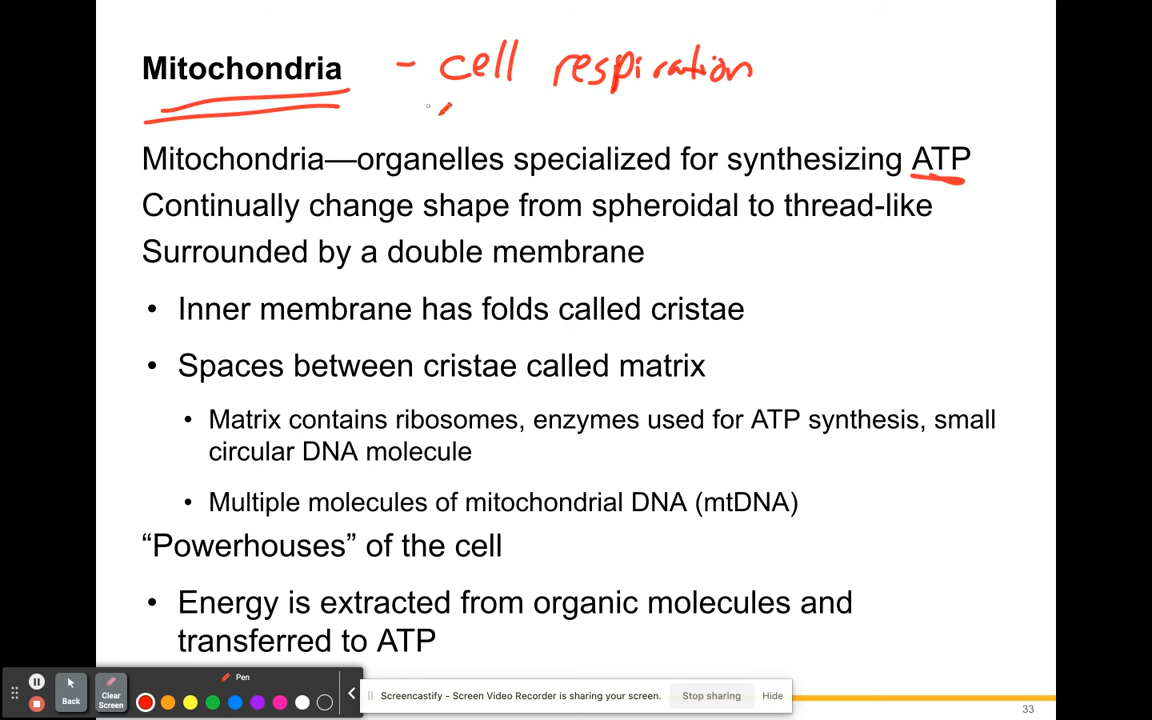 Mitochondria - cell respiration
Mitochondria—organelles specialized for synthesizing ATP
Continually change shape from spheroidal to thread-like
Surrounded by a double membrane
• Inner membrane has folds called cristae
• Spaces between cristae called matrix
• Matrix contains ribosomes, enzymes used for ATP synthesis, small
circular DNA molecule
• Multiple molecules of mitochondrial DNA (mtDNA)
“Powerhouses” of the cell
• Energy is extracted from organic molecules and
transferred to ATP
Pen
Back
Clear
Screen
Screencastify - Screen Video Recorder is sharing your screen.
Stop sharing
Hide
33